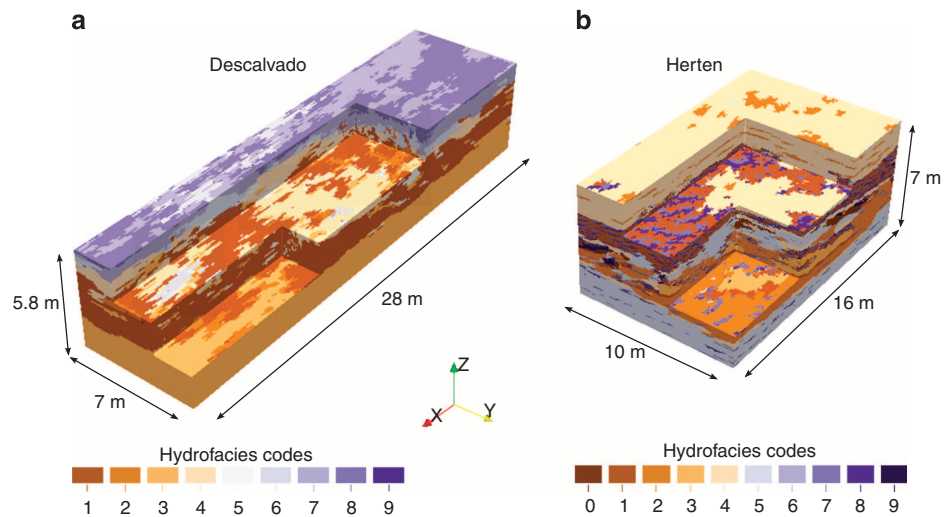 a
b
Descalvado
Herten
7 m
5.8 m
28 m
16 m
10 m
7 m
Z
X
Y
Hydrofacies codes
1 2 3 4 5 6 7 8 9
Hydrofacies codes
0 1 2 3 4 5 6 7 8 9